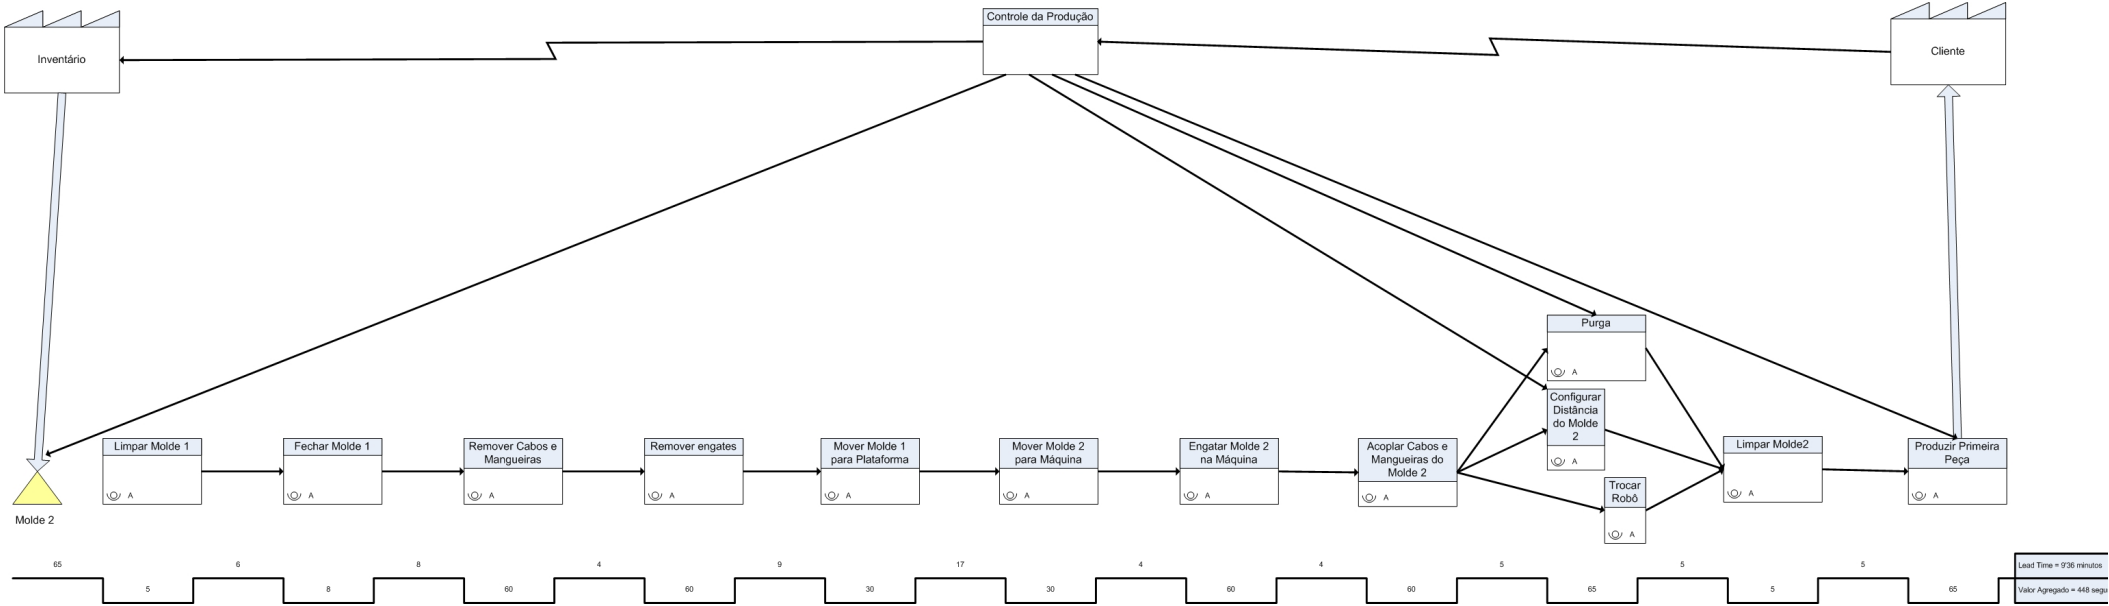 Controle da Produção
Inventário
Cliente
Purga
A
Configurar
Distância
do Molde
2
A
Trocar
Robô
A
Limpar Molde 1
A
Fechar Molde 1
A
Remover Cabos e
Mangueiras
A
Remover engates
A
Mover Molde 1
para Plataforma
A
Mover Molde 2
para Máquina
A
Engatar Molde 2
na Máquina
A
Acoplar Cabos e
Mangueiras do
Molde 2
A
Limpar Molde2
A
Produzir Primeira
Peça
A
Molde 2
65 6 8 4 9 17 4 4 5 5 5
Lead Time = 9'36 minutos
5 8 60 60 30 30 60 60 65 5 65
Valor Agregado = 448 segu